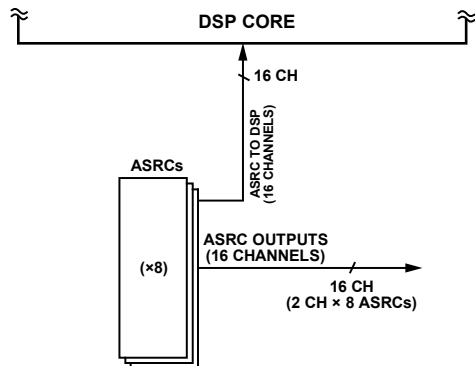 DSP CORE
16 CH
ASRC TO DSP
(16 CHANNELS)
ASRCs
(×8)
ASRC OUTPUTS
(16 CHANNELS)
16 CH
(2 CH × 8 ASRCs)